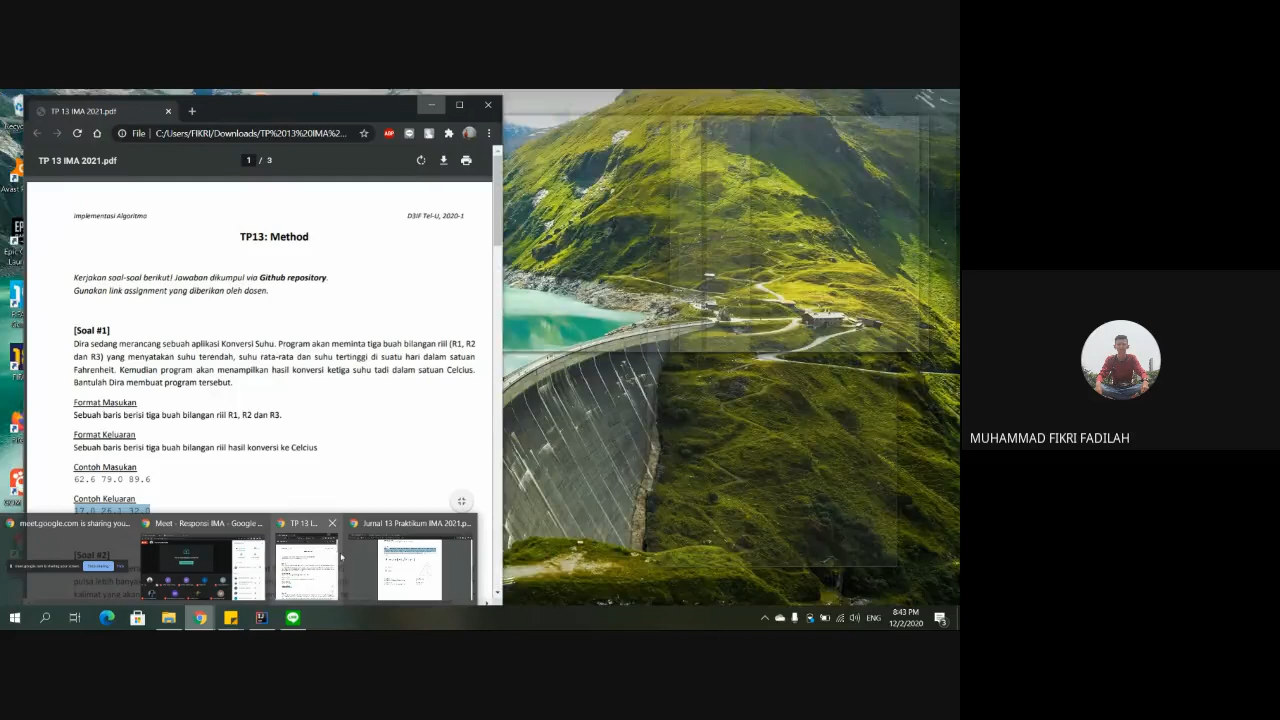 TP 13 IMA 2021.pdf
File
C:/Users/FIKRI/Downloads/TP%2013%20IMA%2...
ABP
TP 13 IMA 2021.pdf
1 / 3
Implementasi Algoritma
D3IF Tel-U, 2020-1
TP13: Method
Kerjakan soal-soal berikut! Jawaban dikumpul via Github repository.
Gunakan link assignment yang diberikan oleh dosen.
[Soal #1]
Dira sedang merancang sebuah aplikasi Konversi Suhu. Program akan meminta tiga buah bilangan riil (R1, R2
dan R3) yang menyatakan suhu terendah, suhu rata-rata dan suhu tertinggi di suatu hari dalam satuan
Fahrenheit. Kemudian program akan menampilkan hasil konversi ketiga suhu tadi dalam satuan Celcius.
Bantulah Dira membuat program tersebut.
Format Masukan
Sebuah baris berisi tiga buah bilangan riil R1, R2 dan R3.
Format Keluaran
Sebuah baris berisi tiga buah bilangan riil hasil konversi ke Celcius
Contoh Masukan
62.6 79.0 89.6
Contoh Keluaran
17.0 26.1 32.0
meet.google.com is sharing you...
Meet - Responsi IMA - Google ...
TP 13 I...
Jurnal 13 Praktikum IMA 2021.p...
[Soal #2]
pulsa lebih banya
kalimat yang akan
MUHAMMAD FIKRI FADILAH
ENG
8:43 PM
12/2/2020